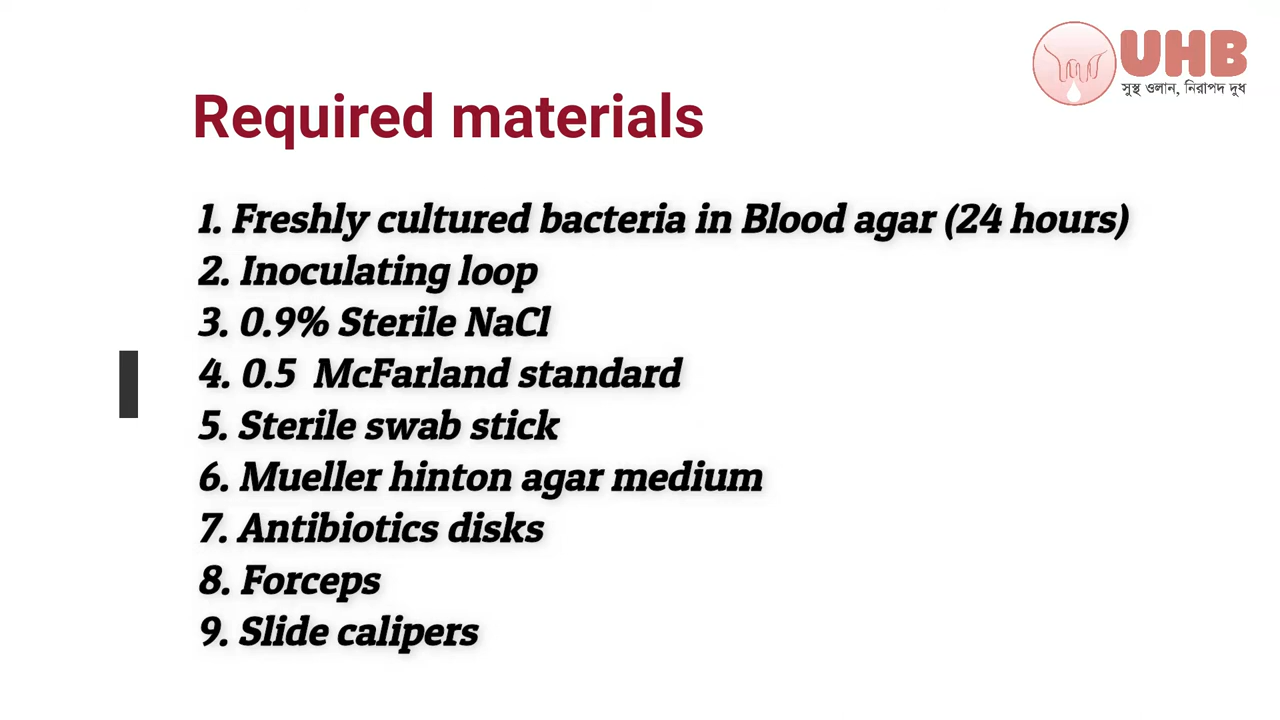 UHB
সুস্থ ওলান, নিরাপদ দুধ
Required materials
1. Freshly cultured bacteria in Blood agar (24 hours)
2. Inoculating loop
3. 0.9% Sterile NaCl
4. 0.5 McFarland standard
5. Sterile swab stick
6. Mueller hinton agar medium
7. Antibiotics disks
8. Forceps
9. Slide calipers